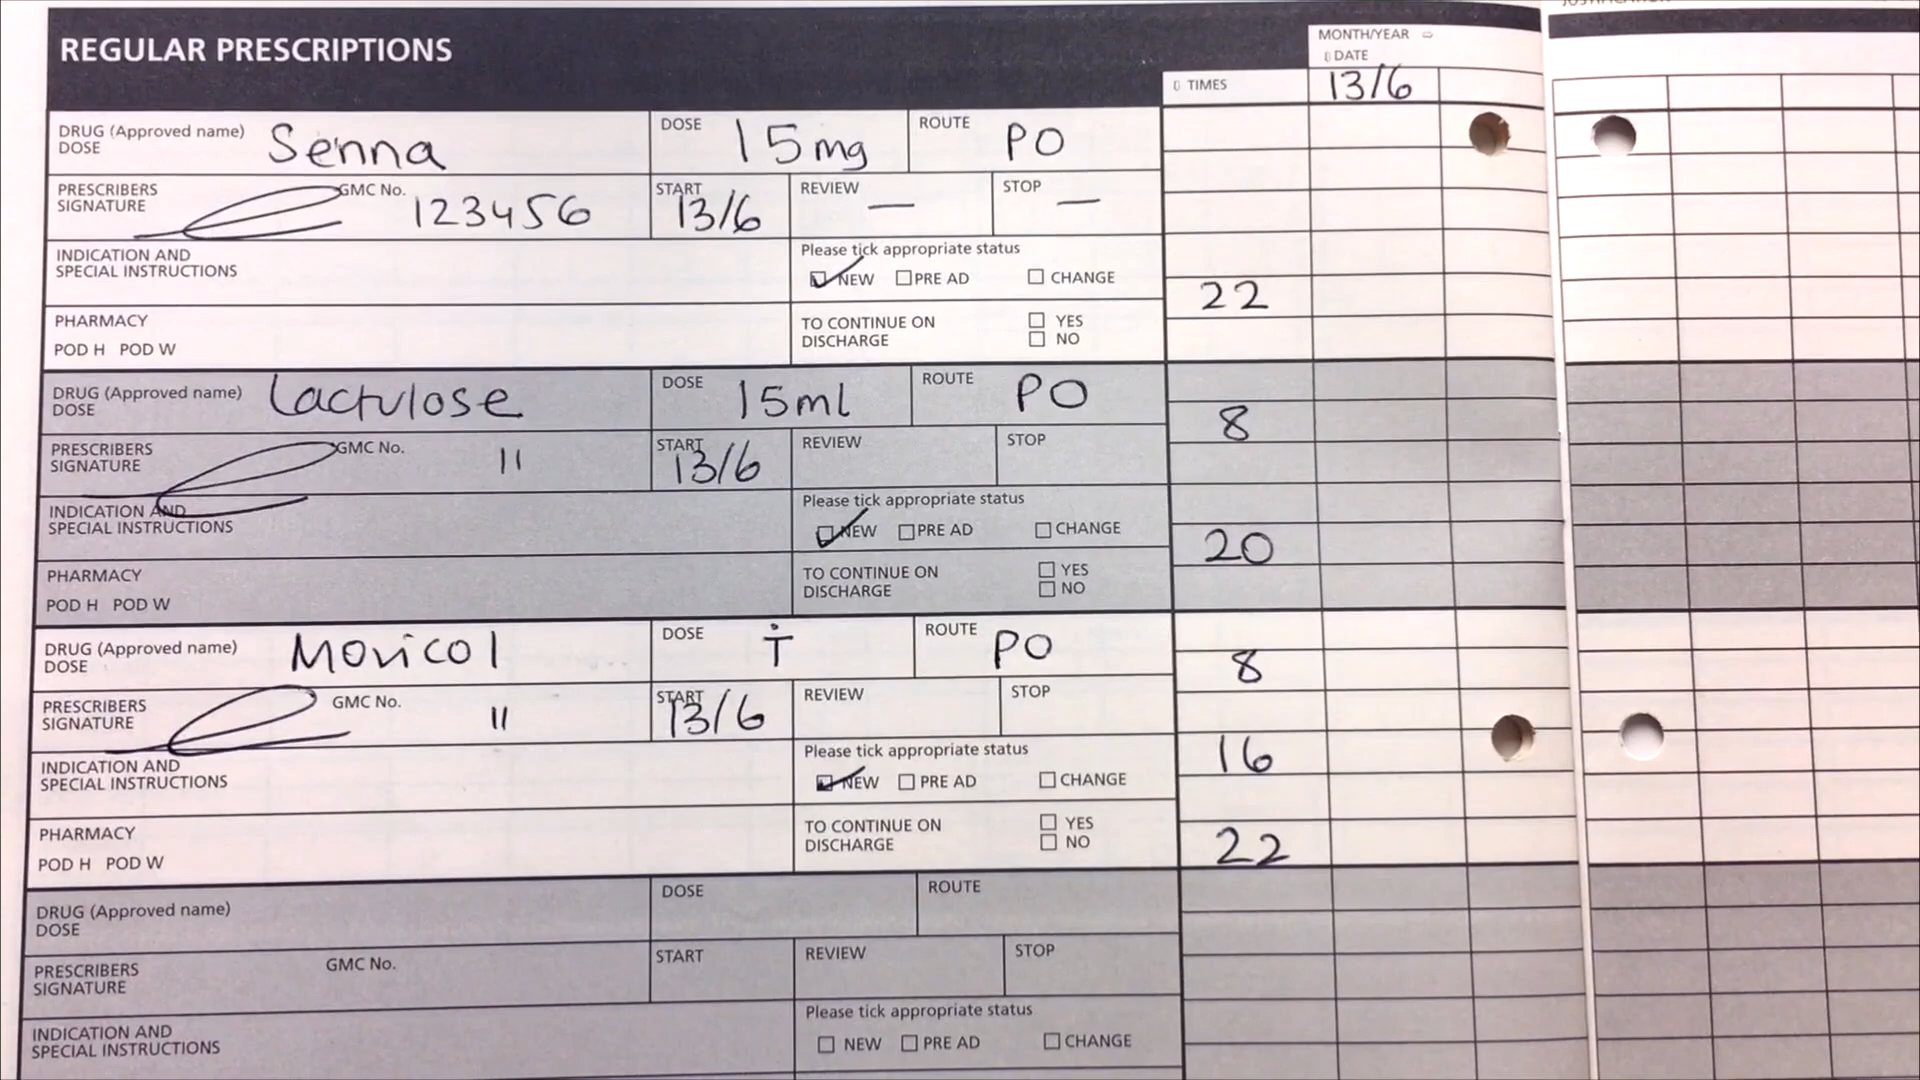 REGULAR PRESCRIPTIONS
MONTH/YEAR ⇨
DATE
TIMES
13/6
DRUG (Approved name)
DOSE
Senna
DOSE
15mg
ROUTE
PO
PRESCRIBERS
SIGNATURE
GMC No.
123456
START
13/6
REVIEW
—
STOP
—
INDICATION AND
SPECIAL INSTRUCTIONS
Please tick appropriate status
NEW PRE AD CHANGE
22
PHARMACY
POD H POD W
TO CONTINUE ON
DISCHARGE
YES
NO
DRUG (Approved name)
DOSE
Lactulose
DOSE
15ml
ROUTE
PO
8
PRESCRIBERS
SIGNATURE
GMC No.
"
START
13/6
REVIEW
STOP
INDICATION AND
SPECIAL INSTRUCTIONS
Please tick appropriate status
NEW PRE AD CHANGE
20
PHARMACY
POD H POD W
TO CONTINUE ON
DISCHARGE
YES
NO
DRUG (Approved name)
DOSE
Movicol
DOSE
i
ROUTE
PO
8
PRESCRIBERS
SIGNATURE
GMC No.
"
START
13/6
REVIEW
STOP
INDICATION AND
SPECIAL INSTRUCTIONS
Please tick appropriate status
NEW PRE AD CHANGE
16
PHARMACY
POD H POD W
TO CONTINUE ON
DISCHARGE
YES
NO
22
DRUG (Approved name)
DOSE
DOSE
ROUTE
PRESCRIBERS
SIGNATURE
GMC No.
START
REVIEW
STOP
INDICATION AND
SPECIAL INSTRUCTIONS
Please tick appropriate status
NEW PRE AD CHANGE